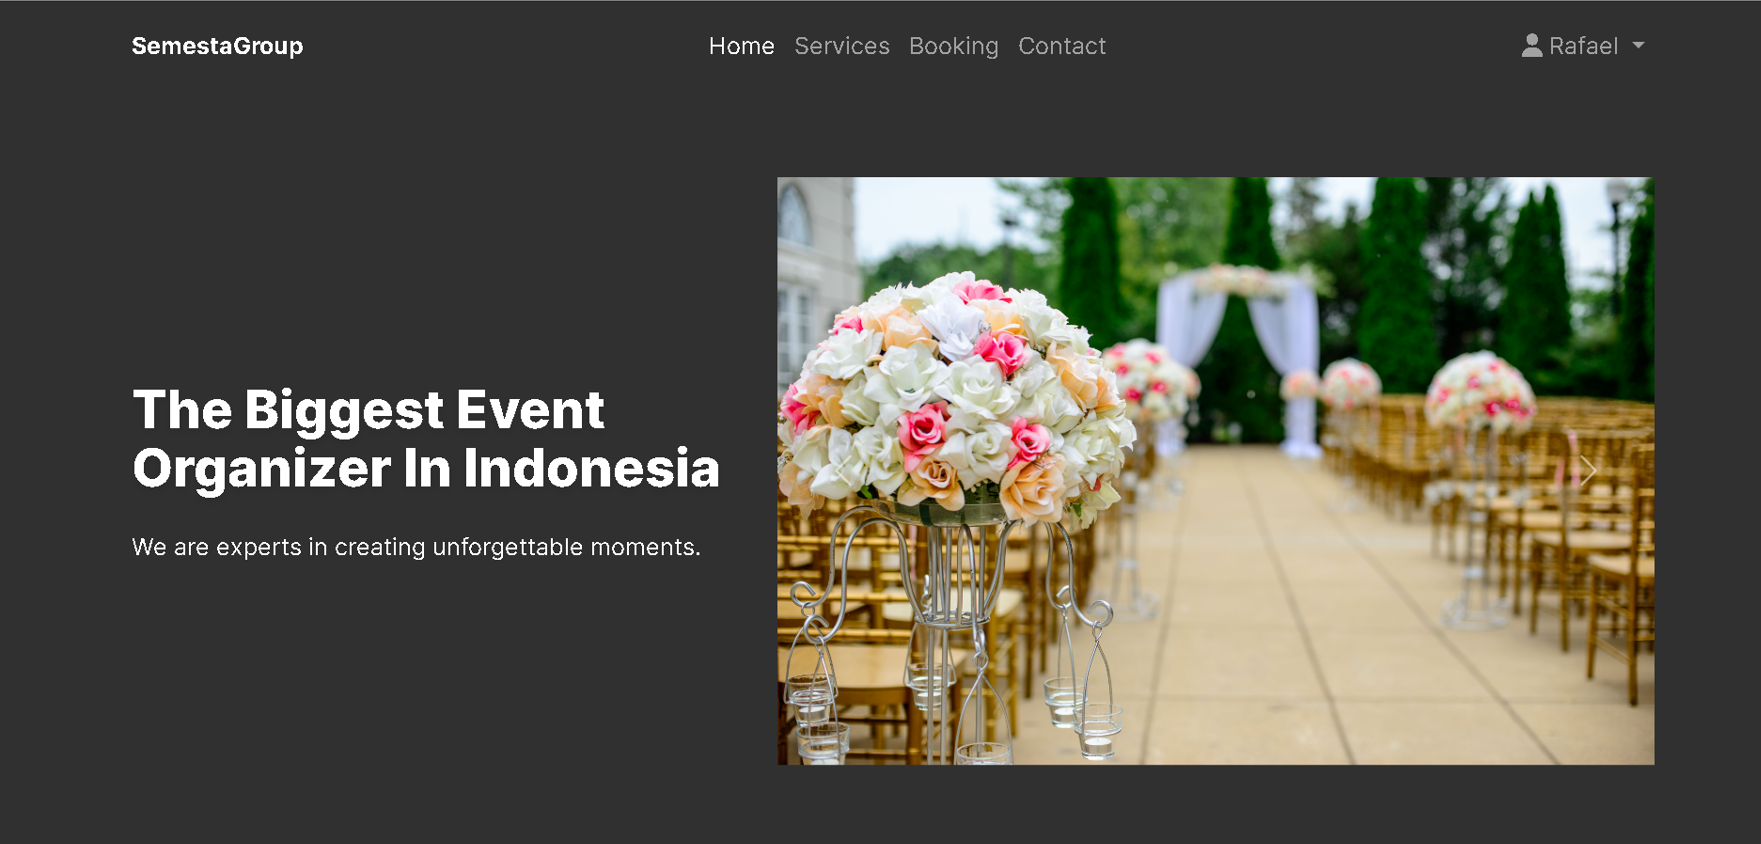 SemestaGroup
Home Services Booking Contact
Rafael
The Biggest Event
Organizer In Indonesia
We are experts in creating unforgettable moments.